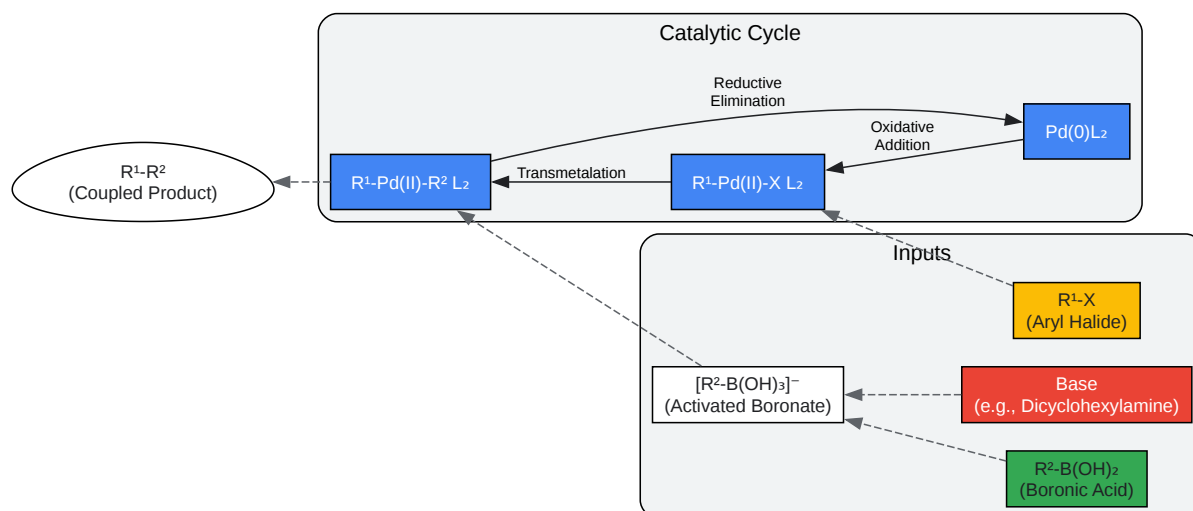 Catalytic Cycle
Reductive
Elimination
Oxidative
Addition
Pd(0)L₂
R¹-R²
(Coupled Product)
R¹-Pd(II)-R² L₂
Transmetalation
R¹-Pd(II)-X L₂
Inputs
R¹-X
(Aryl Halide)
[R²-B(OH)₃]⁻
(Activated Boronate)
Base
(e.g., Dicyclohexylamine)
R²-B(OH)₂
(Boronic Acid)